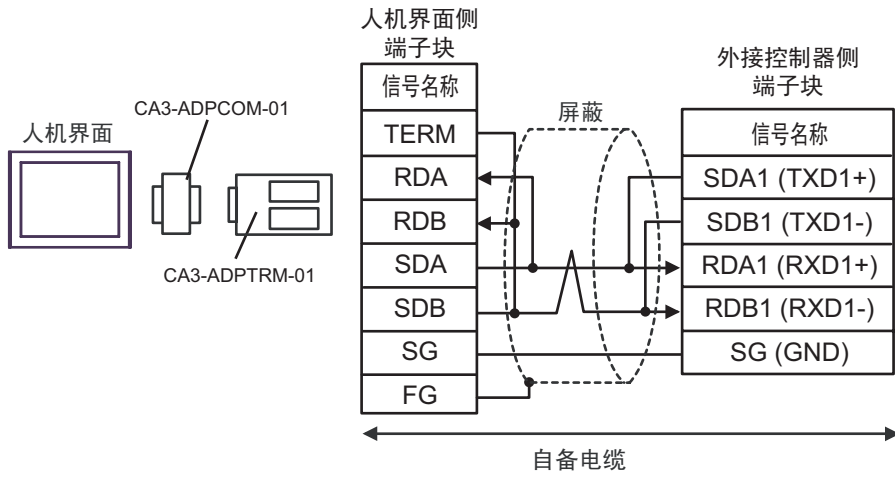 人机界面
CA3-ADPCOM-01
CA3-ADPTRM-01
人机界面侧
端子块
信号名称
TERM
RDA
RDB
SDA
SDB
SG
FG
屏蔽
外接控制器侧
端子块
信号名称
SDA1 (TXD1+)
SDB1 (TXD1-)
RDA1 (RXD1+)
RDB1 (RXD1-)
SG (GND)
自备电缆